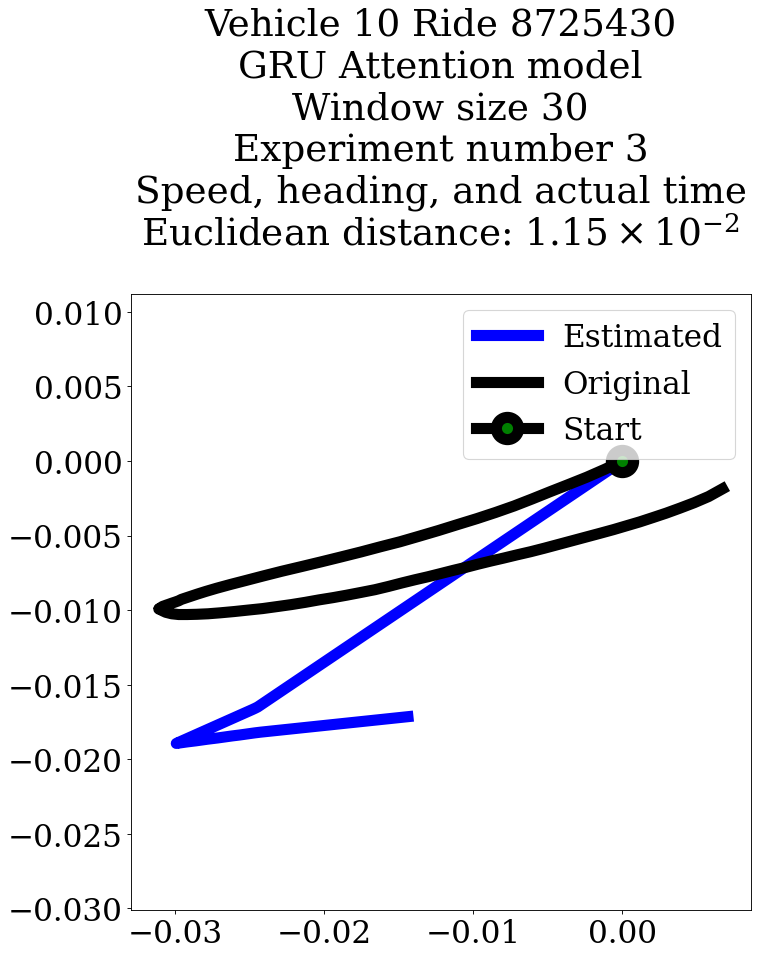 Vehicle 10 Ride 8725430
GRU Attention model
Window size 30
Experiment number 3
Speed, heading, and actual time
Euclidean distance: 1.15 × 10⁻²
Estimated
Original
Start
0.010
0.005
0.000
−0.005
−0.010
−0.015
−0.020
−0.025
−0.030
−0.03 −0.02 −0.01 0.00